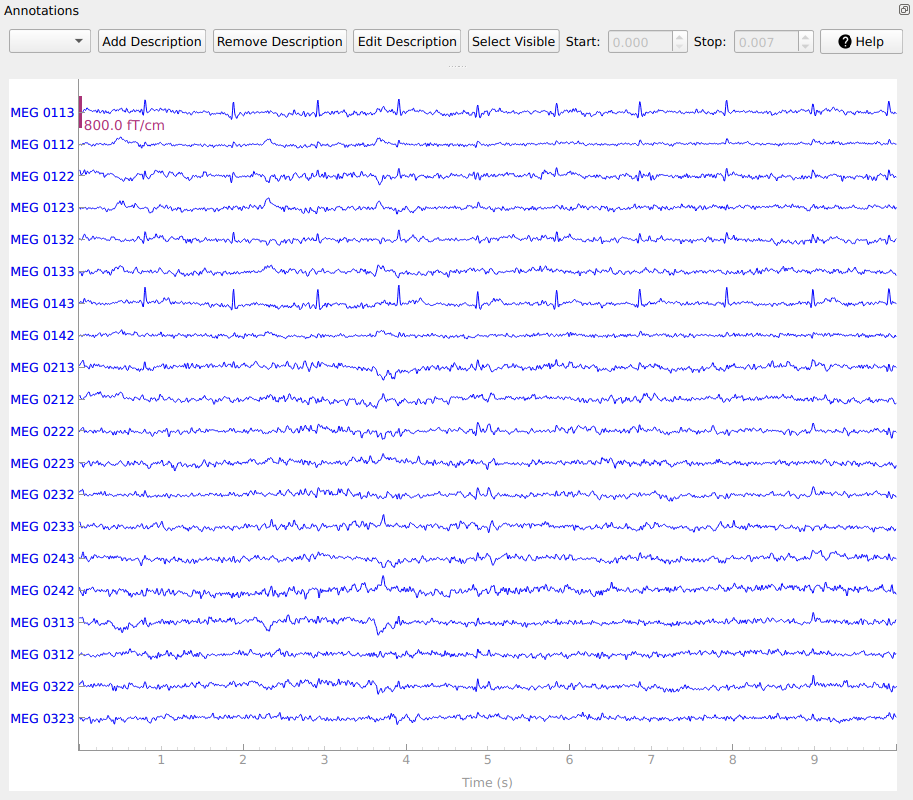 Annotations
Add Description Remove Description Edit Description Select Visible Start: 0.000 Stop: 0.007 ? Help
MEG 0113
800.0 fT/cm
MEG 0112
MEG 0122
MEG 0123
MEG 0132
MEG 0133
MEG 0143
MEG 0142
MEG 0213
MEG 0212
MEG 0222
MEG 0223
MEG 0232
MEG 0233
MEG 0243
MEG 0242
MEG 0313
MEG 0312
MEG 0322
MEG 0323
1 2 3 4 5 6 7 8 9
Time (s)